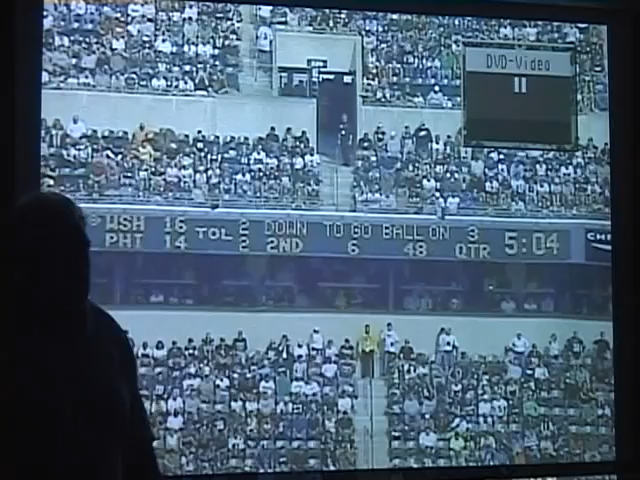 DVD-Video
WSH 16 TOL 2 DOWN TO GO BALL ON 3
PHI 14 2 2ND 6 48 QTR 5:04